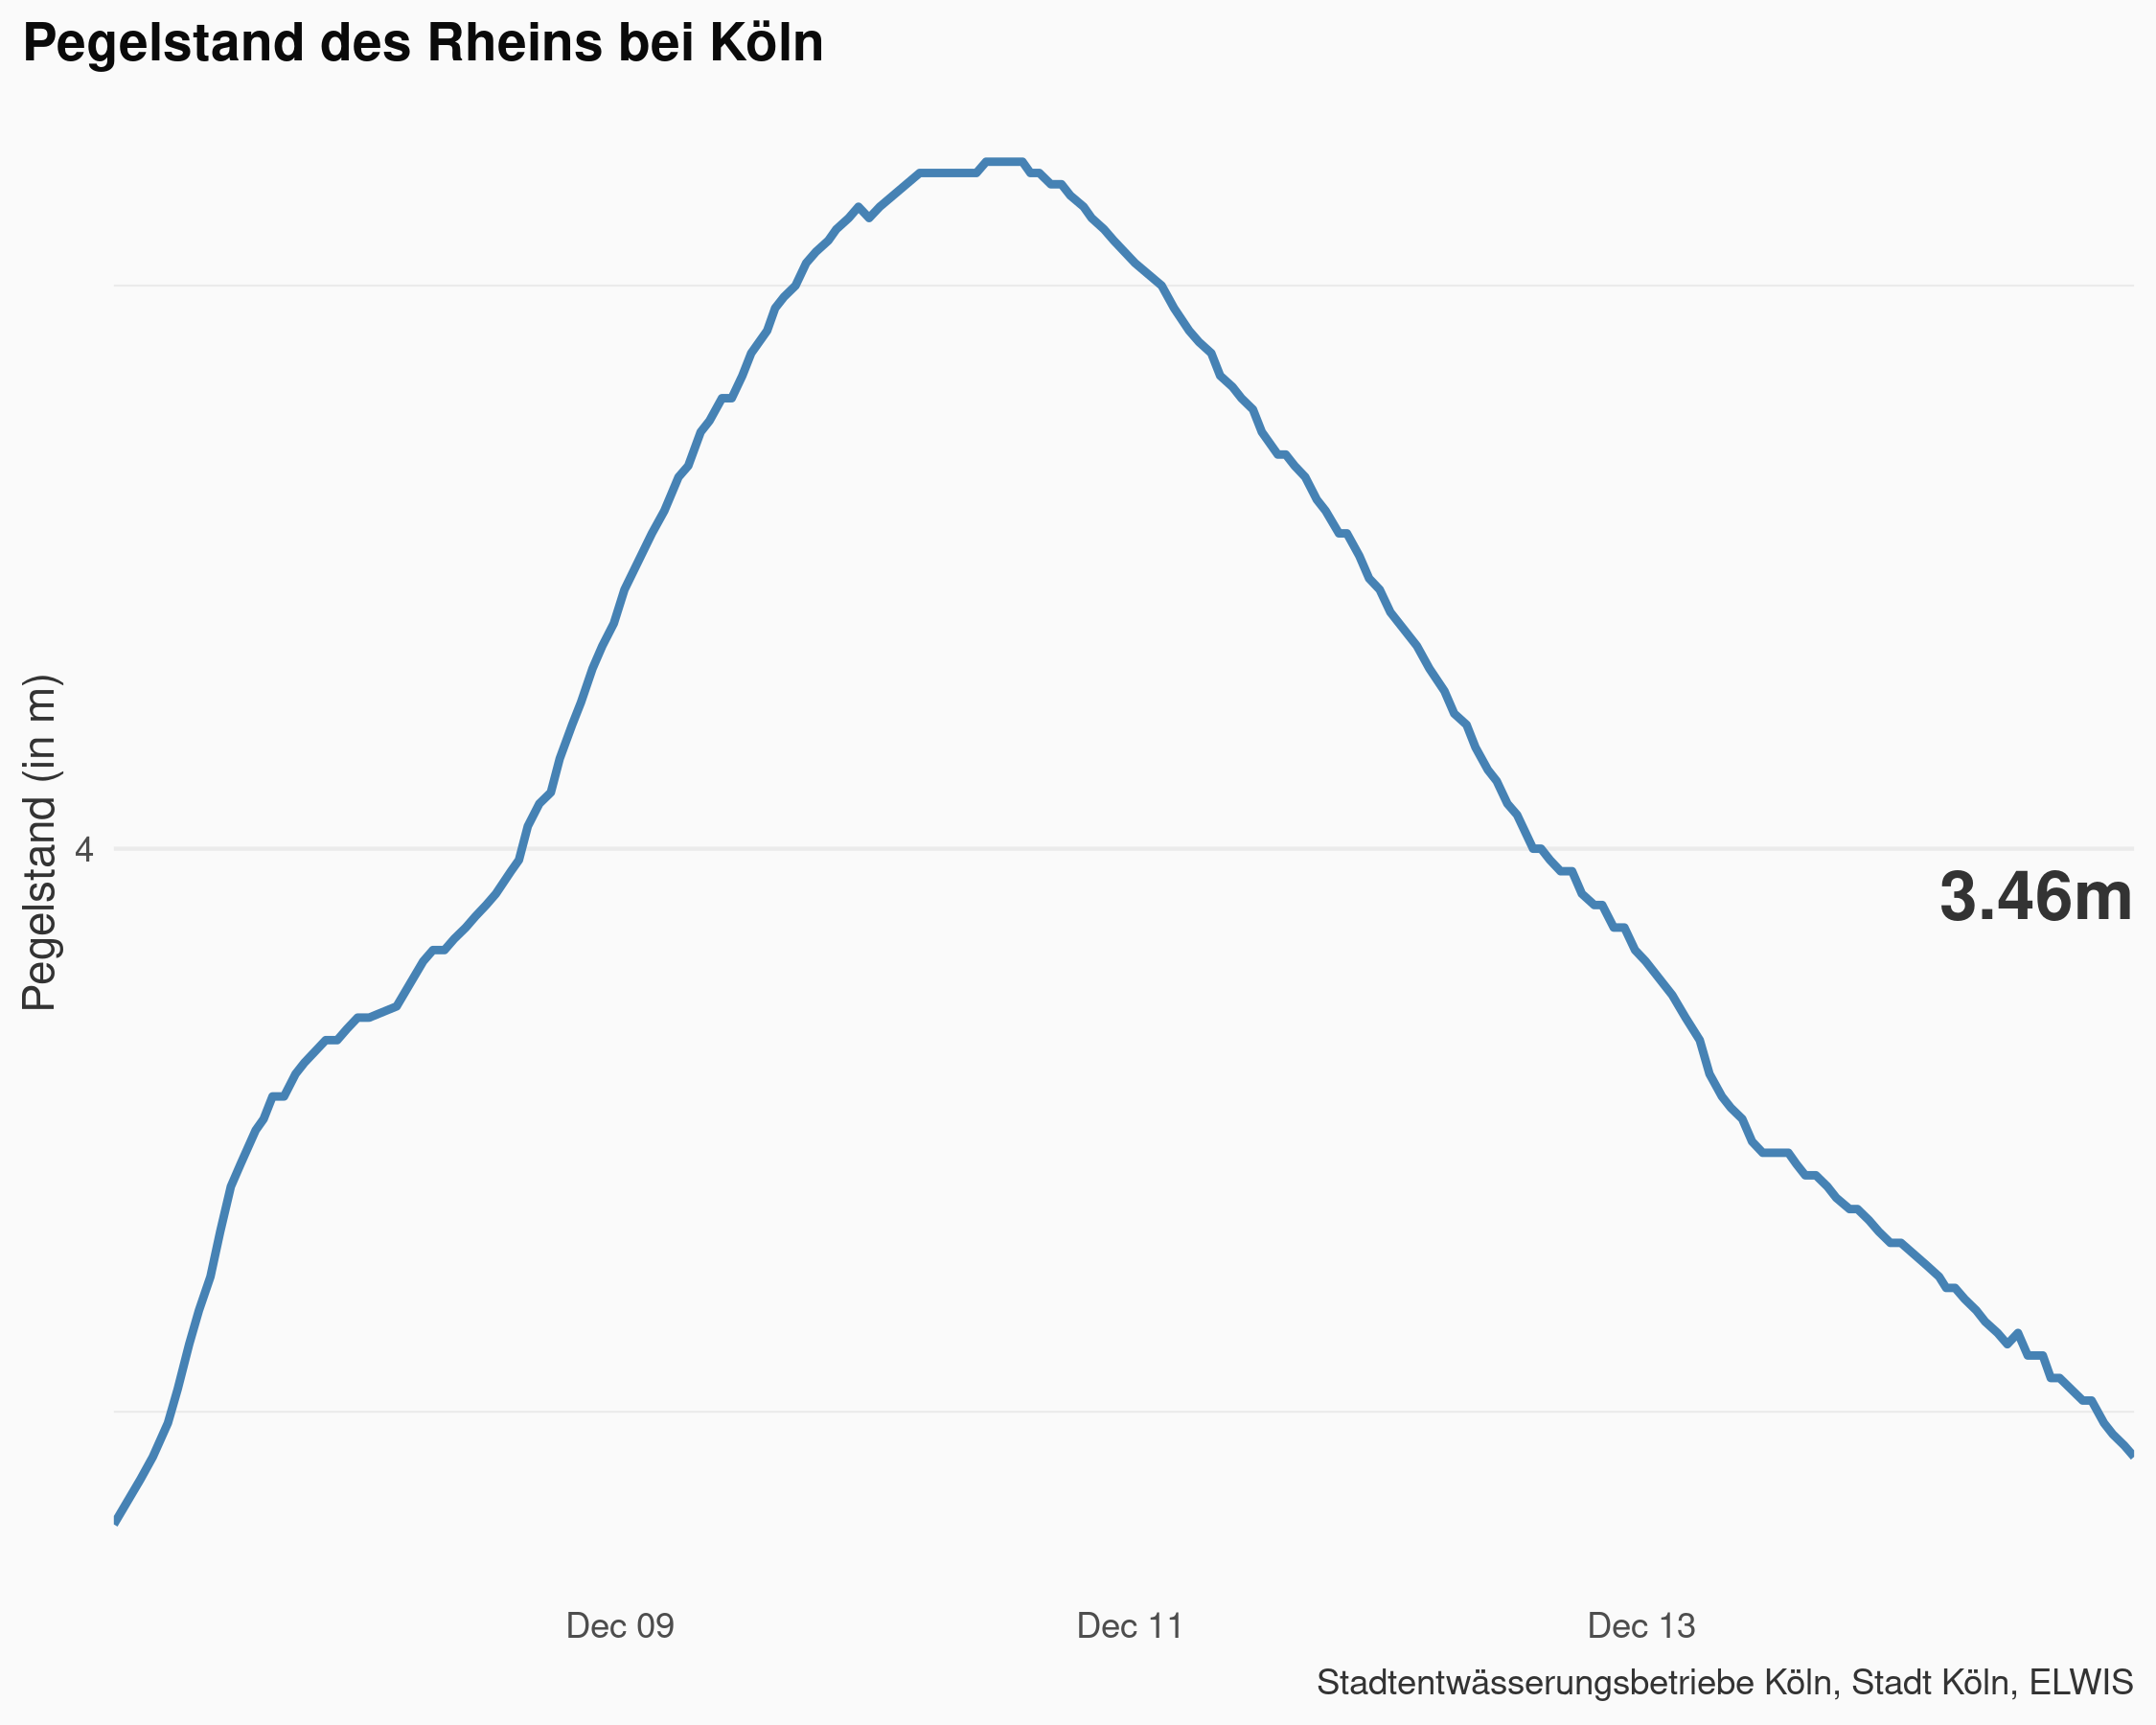 Pegelstand des Rheins bei Köln
Pegelstand (in m)
4
3.46m
Dec 09
Dec 11
Dec 13
Stadtentwässerungsbetriebe Köln, Stadt Köln, ELWIS